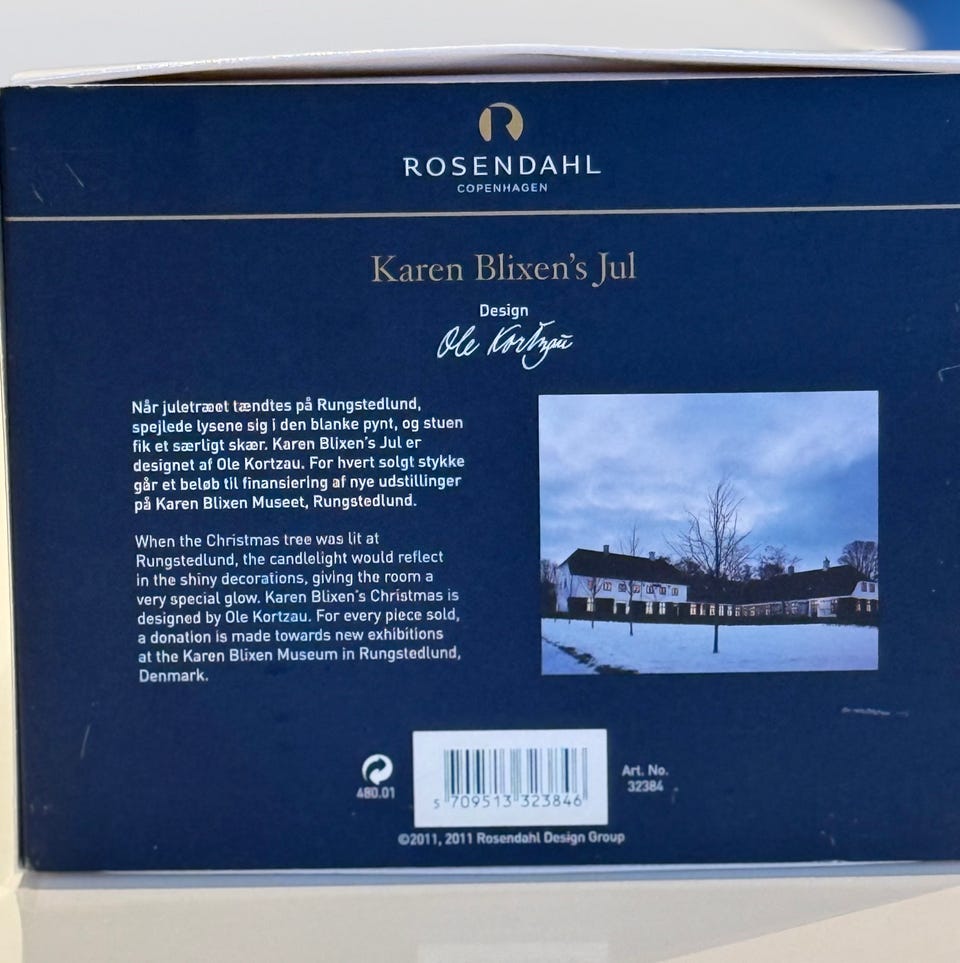 ROSENDAHL
COPENHAGEN
Karen Blixen's Jul
Design
Ole Kortzau
Når juletræet tændtes på Rungstedlund,
spejlede lysene sig i den blanke pynt, og stuen
fik et særligt skær. Karen Blixen's Jul er
designet af Ole Kortzau. For hvert solgt stykke
går et beløb til finansiering af nye udstillinger
på Karen Blixen Museet, Rungstedlund.
When the Christmas tree was lit at
Rungstedlund, the candlelight would reflect
in the shiny decorations, giving the room a
very special glow. Karen Blixen's Christmas is
designed by Ole Kortzau. For every piece sold,
a donation is made towards new exhibitions
at the Karen Blixen Museum in Rungstedlund,
Denmark.
480.01
5 709513 323846
Art. No.
32384
©2011, 2011 Rosendahl Design Group